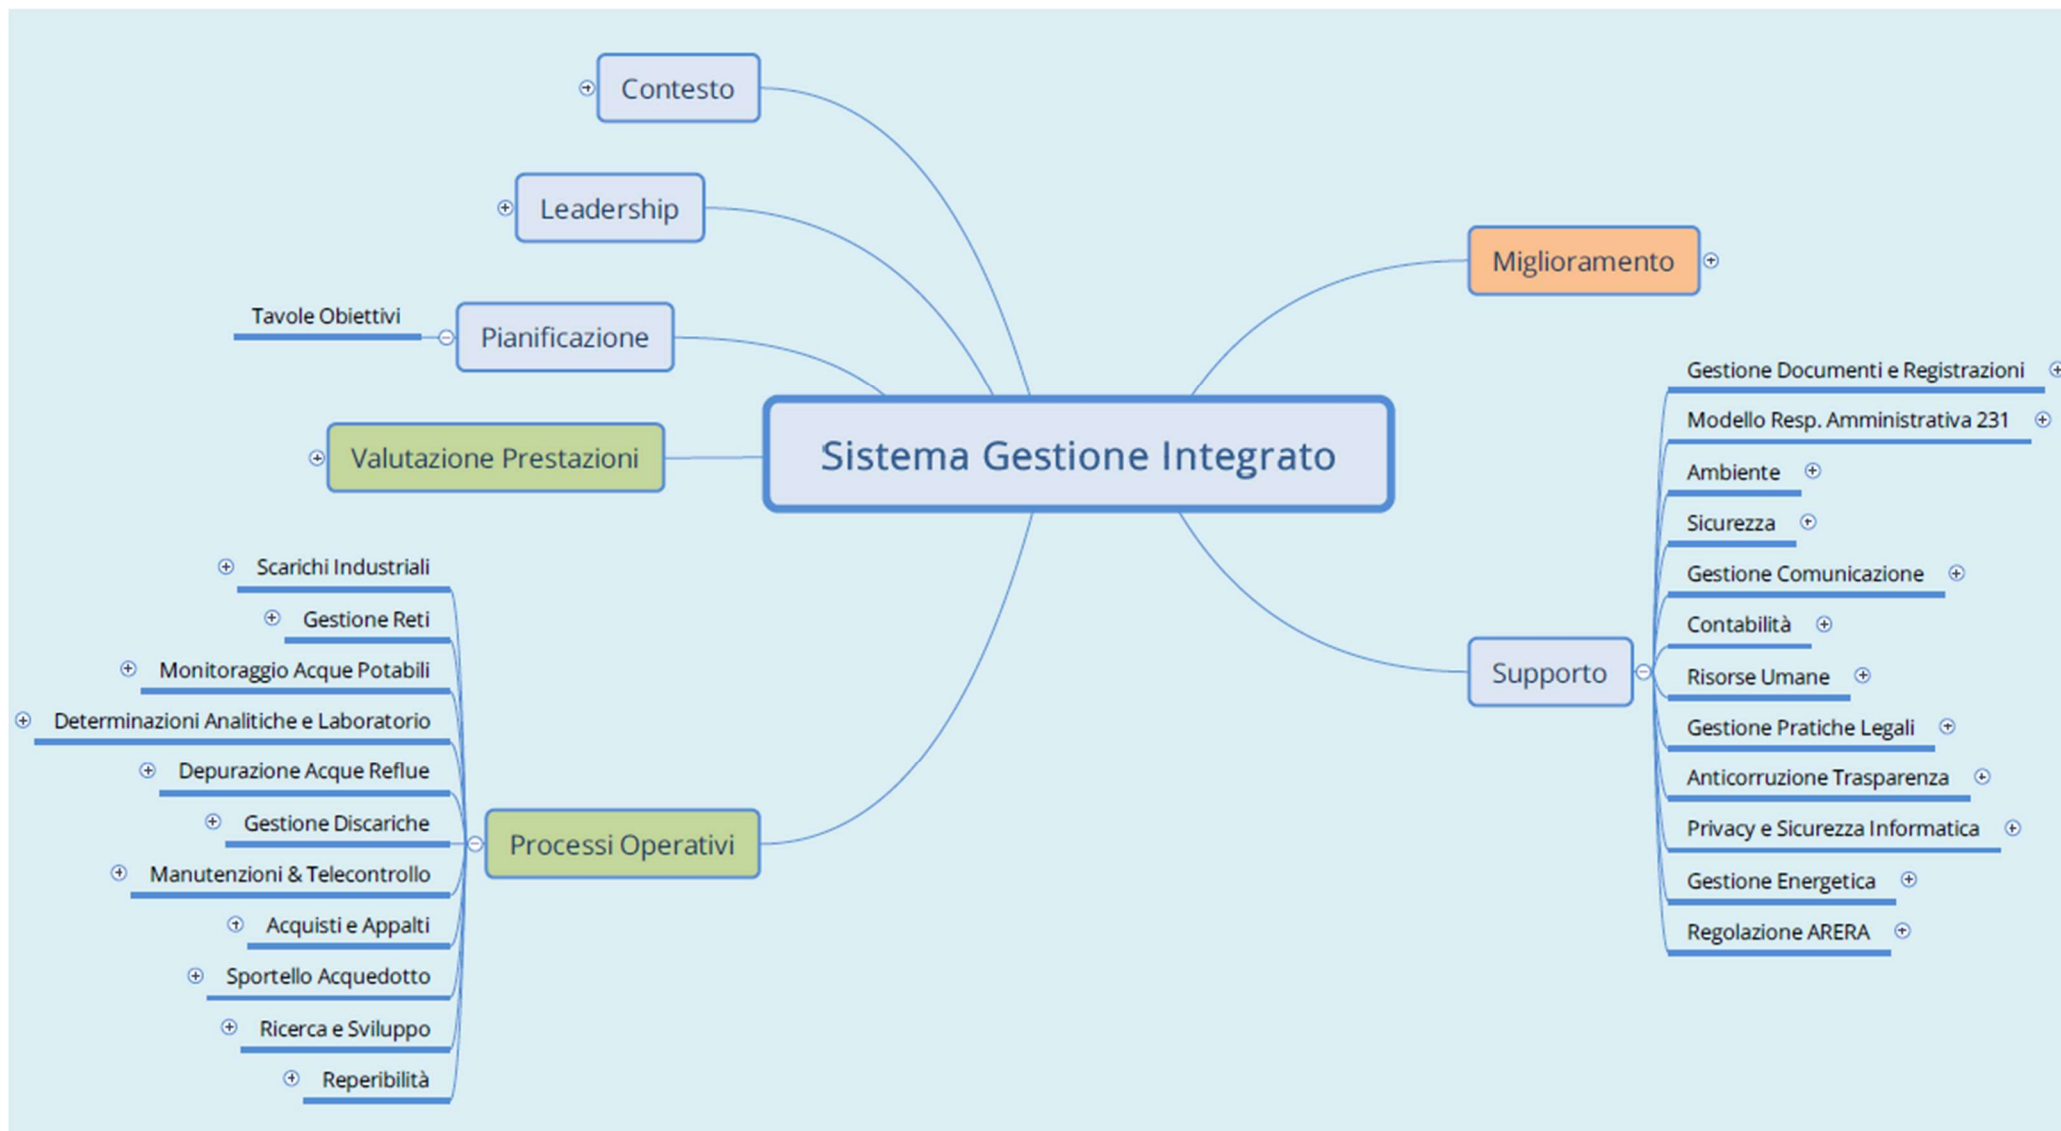 Contesto
Leadership
Tavole Obiettivi
Pianificazione
Valutazione Prestazioni
Sistema Gestione Integrato
Scarichi Industriali
Gestione Reti
Monitoraggio Acque Potabili
Determinazioni Analitiche e Laboratorio
Depurazione Acque Reflue
Gestione Discariche
Manutenzioni & Telecontrollo
Acquisti e Appalti
Sportello Acquedotto
Ricerca e Sviluppo
Reperibilità
Processi Operativi
Miglioramento
Supporto
Gestione Documenti e Registrazioni
Modello Resp. Amministrativa 231
Ambiente
Sicurezza
Gestione Comunicazione
Contabilità
Risorse Umane
Gestione Pratiche Legali
Anticorruzione Trasparenza
Privacy e Sicurezza Informatica
Gestione Energetica
Regolazione ARERA